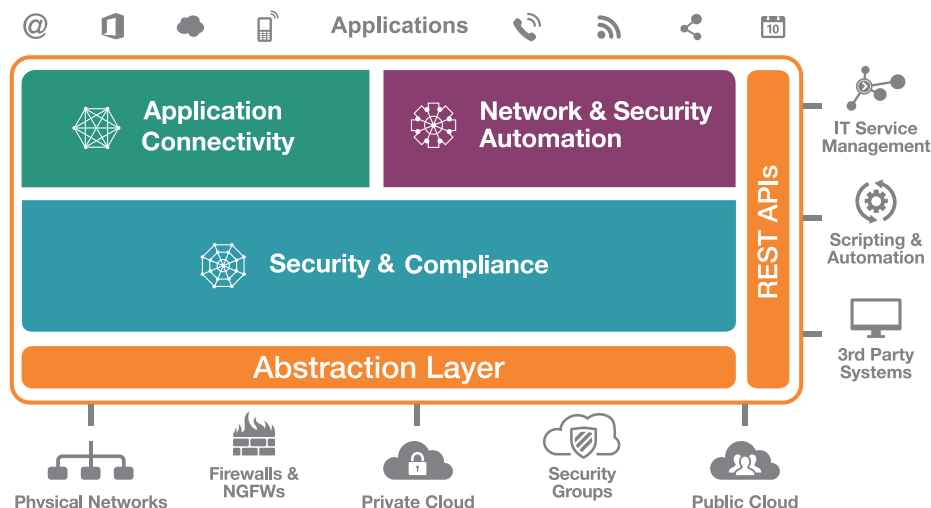 Applications
10
Application
Connectivity
Network & Security
Automation
Security & Compliance
Abstraction Layer
REST APIs
IT Service
Management
Scripting &
Automation
3rd Party
Systems
Physical Networks
Firewalls &
NGFWs
Private Cloud
Security
Groups
Public Cloud